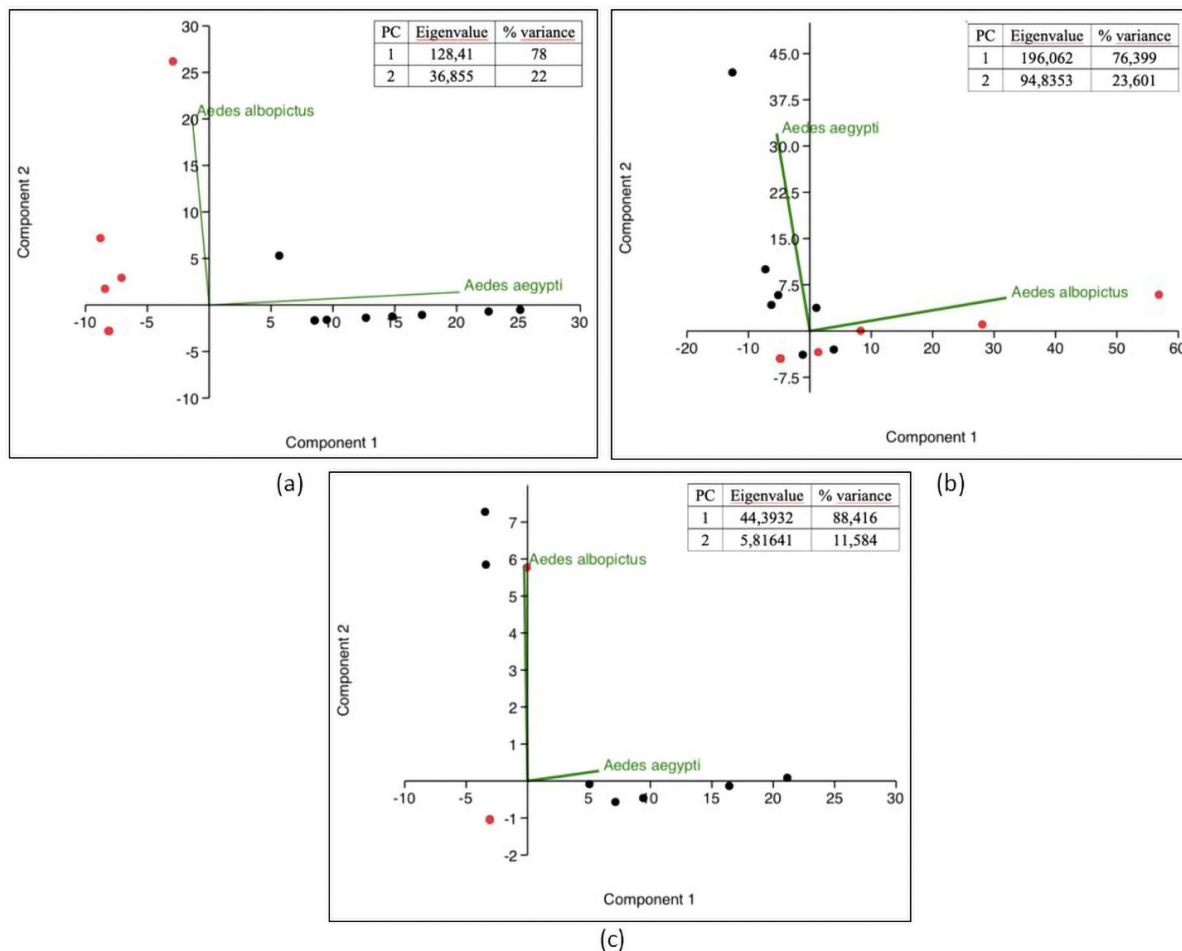 PC Eigenvalue % variance
1 128,41 78
2 36,855 22
30
25
20
15
10
5
-5
-10
Aedes albopictus
Aedes aegypti
-10 -5 5 10 15 20 25 30
Component 2
Component 1
(a)
PC Eigenvalue % variance
1 196,062 76,399
2 94,8353 23,601
45.0
37.5
30.0
22.5
15.0
7.5
-7.5
Aedes aegypti
Aedes albopictus
-20 -10 10 20 30 40 50 60
Component 2
Component 1
(b)
PC Eigenvalue % variance
1 44,3932 88,416
2 5,81641 11,584
7
6
5
4
3
2
1
-1
-2
Aedes albopictus
Aedes aegypti
-10 -5 5 10 15 20 25 30
Component 2
Component 1
(c)